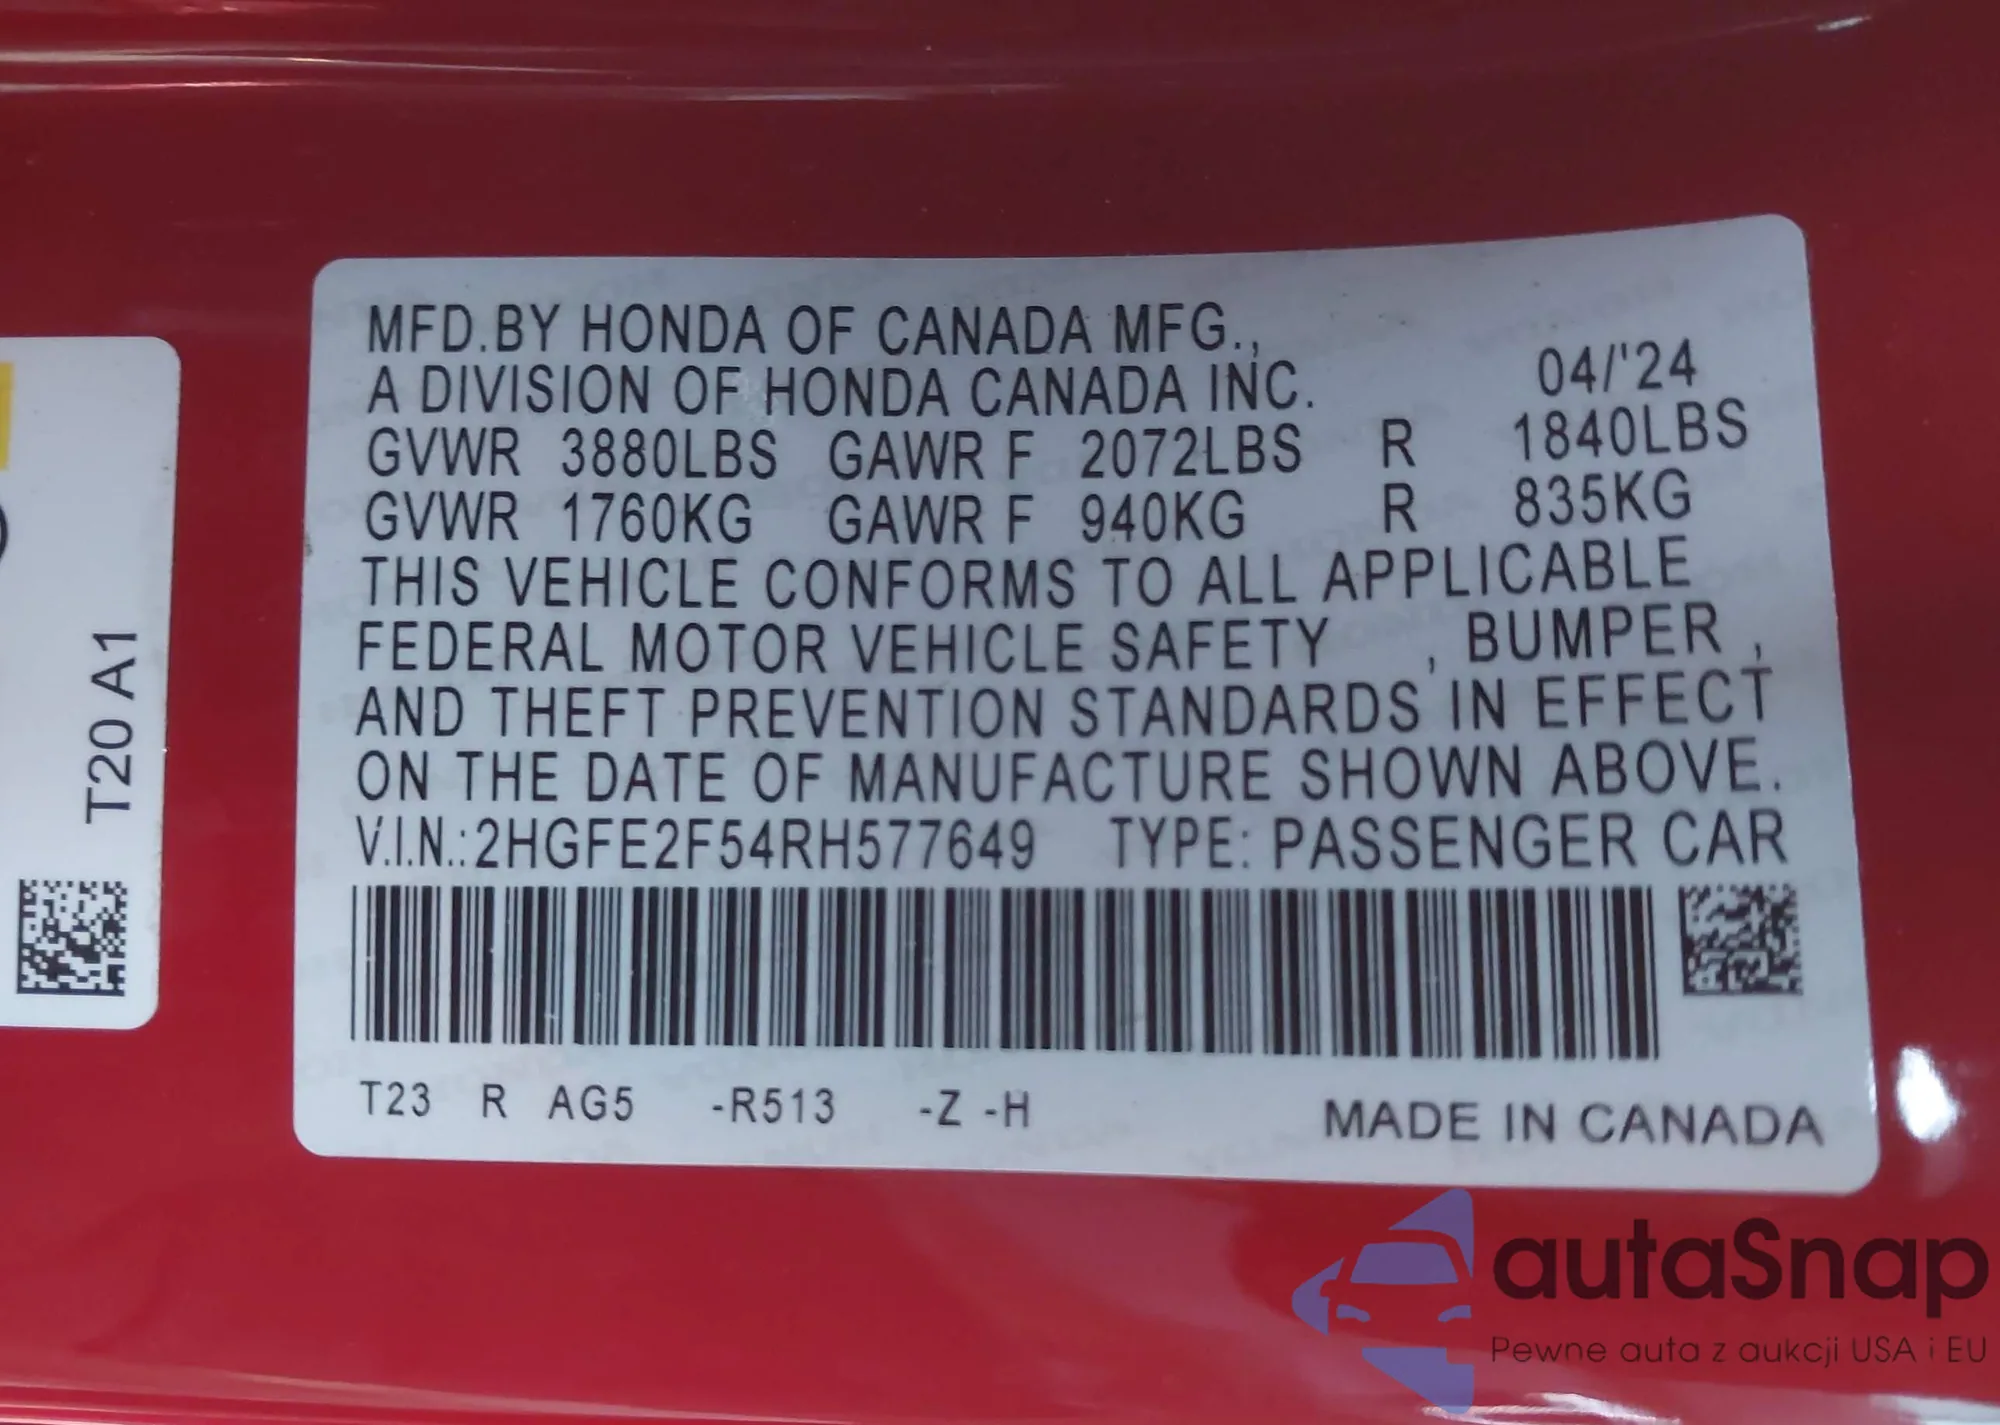 MFD.BY HONDA OF CANADA MFG.,
A DIVISION OF HONDA CANADA INC. 04/'24
GVWR 3880LBS GAWR F 2072LBS R 1840LBS
GVWR 1760KG GAWR F 940KG R 835KG
THIS VEHICLE CONFORMS TO ALL APPLICABLE
FEDERAL MOTOR VEHICLE SAFETY , BUMPER ,
AND THEFT PREVENTION STANDARDS IN EFFECT
ON THE DATE OF MANUFACTURE SHOWN ABOVE.
V.I.N.:2HGFE2F54RH577649 TYPE: PASSENGER CAR
T23 R AG5 -R513 -Z -H MADE IN CANADA
T20 A1
autaSnap
Pewne auta z aukcji USA i EU